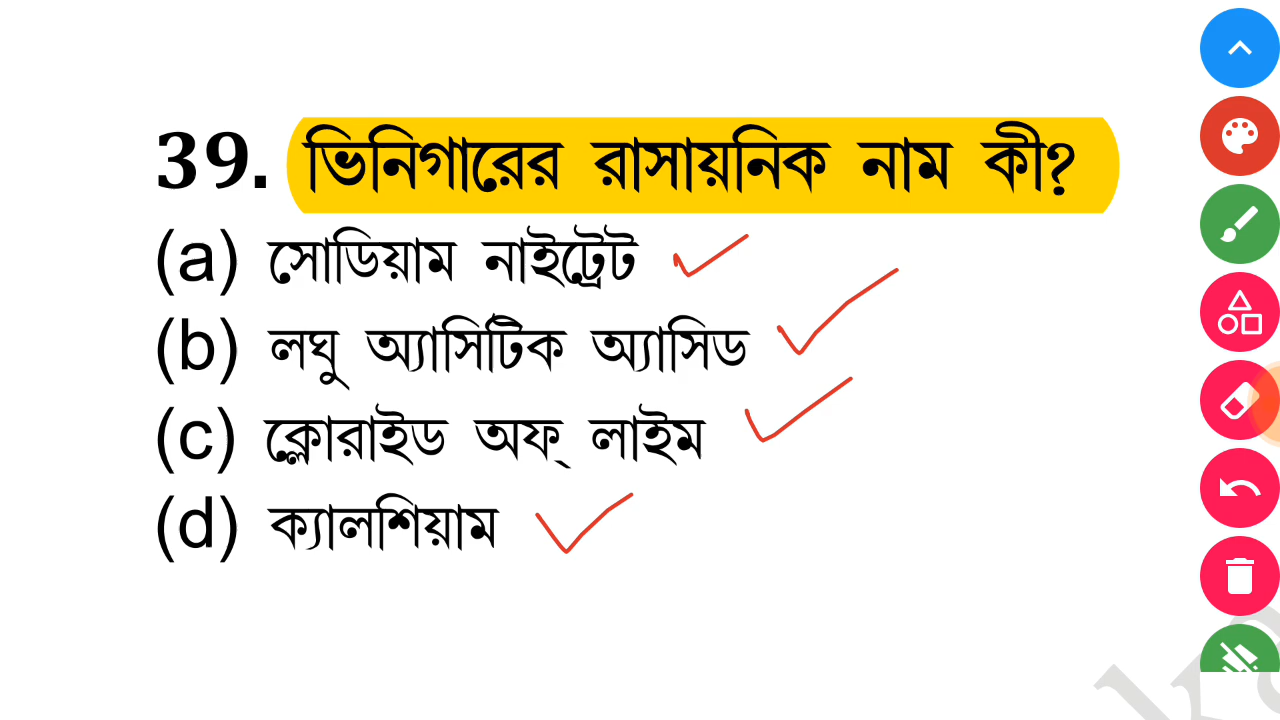 39. ভিনিগারের রাসায়নিক নাম কী?
(a) সোডিয়াম নাইট্রেট
(b) লঘু অ্যাসিটিক অ্যাসিড
(c) ক্লোরাইড অফ্ লাইম
(d) ক্যালশিয়াম